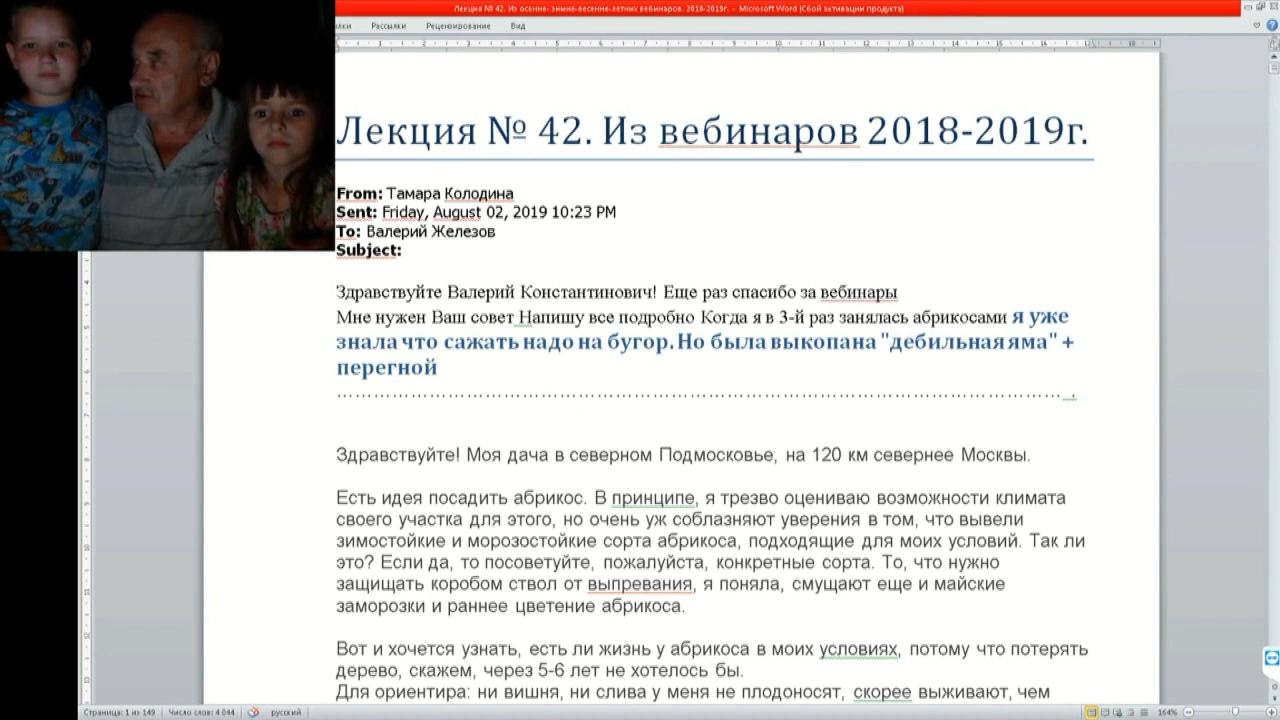 Лекция № 42. Из осенне- зимние-весенне-летних вебинаров. 2018-2019г. - Microsoft Word (Сбой активации продукта)
Рассылки Рецензирование Вид
Лекция № 42. Из вебинаров 2018-2019г.
From: Тамара Колодина
Sent: Friday, August 02, 2019 10:23 PM
To: Валерий Железов
Subject:
Здравствуйте Валерий Константинович! Еще раз спасибо за вебинары
Мне нужен Ваш совет Напишу все подробно Когда я в 3-й раз занялась абрикосами я уже
знала что сажать надо на бугор. Но была выкопана "дебильная яма" +
перегной
Здравствуйте! Моя дача в северном Подмосковье, на 120 км севернее Москвы.
Есть идея посадить абрикос. В принципе, я трезво оцениваю возможности климата
своего участка для этого, но очень уж соблазняют уверения в том, что вывели
зимостойкие и морозостойкие сорта абрикоса, подходящие для моих условий. Так ли
это? Если да, то посоветуйте, пожалуйста, конкретные сорта. То, что нужно
защищать коробом ствол от выпревания, я поняла, смущают еще и майские
заморозки и раннее цветение абрикоса.
Вот и хочется узнать, есть ли жизнь у абрикоса в моих условиях, потому что потерять
дерево, скажем, через 5-6 лет не хотелось бы.
Для ориентира: ни вишня, ни слива у меня не плодоносят, скорее выживают, чем
Страница: 1 из 149 Число слов: 4 044 русский 164%